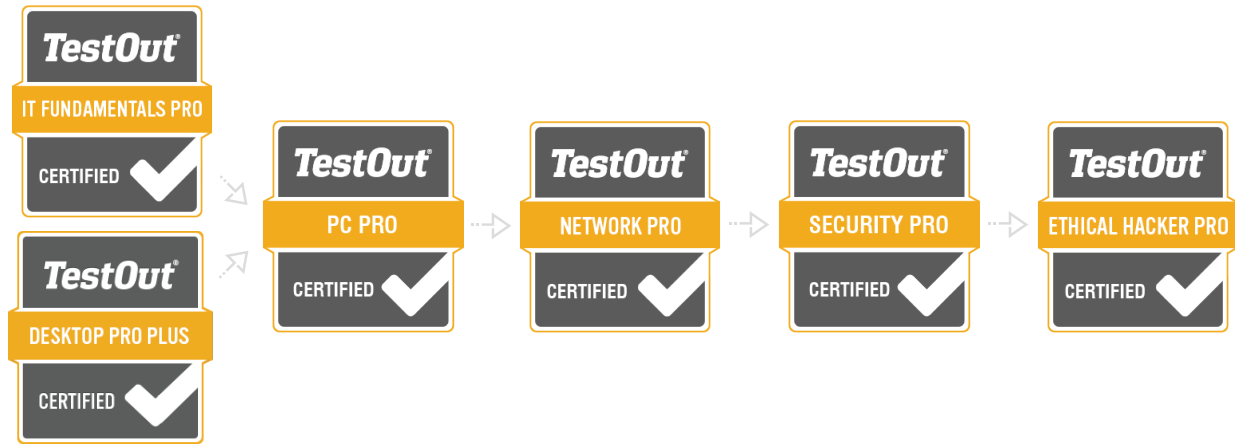 TestOut®
IT FUNDAMENTALS PRO
CERTIFIED
TestOut®
DESKTOP PRO PLUS
CERTIFIED
TestOut®
PC PRO
CERTIFIED
TestOut®
NETWORK PRO
CERTIFIED
TestOut®
SECURITY PRO
CERTIFIED
TestOut®
ETHICAL HACKER PRO
CERTIFIED